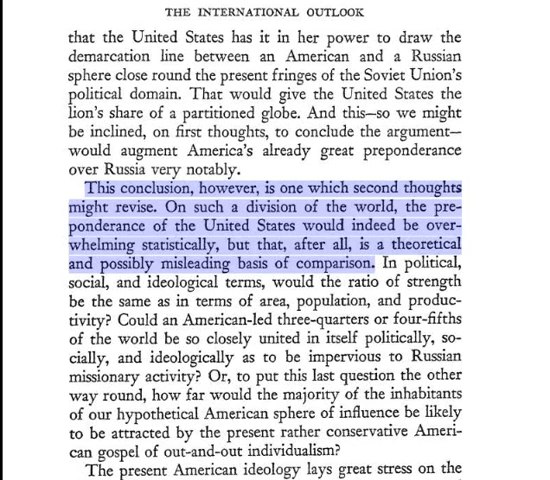 THE INTERNATIONAL OUTLOOK
that the United States has it in her power to draw the
demarcation line between an American and a Russian
sphere close round the present fringes of the Soviet Union's
political domain. That would give the United States the
lion's share of a partitioned globe. And this—so we might
be inclined, on first thoughts, to conclude the argument—
would augment America's already great preponderance
over Russia very notably.
This conclusion, however, is one which second thoughts
might revise. On such a division of the world, the pre-
ponderance of the United States would indeed be over-
whelming statistically, but that, after all, is a theoretical
and possibly misleading basis of comparison. In political,
social, and ideological terms, would the ratio of strength
be the same as in terms of area, population, and produc-
tivity? Could an American-led three-quarters or four-fifths
of the world be so closely united in itself politically, so-
cially, and ideologically as to be impervious to Russian
missionary activity? Or, to put this last question the other
way round, how far would the majority of the inhabitants
of our hypothetical American sphere of influence be likely
to be attracted by the present rather conservative Ameri-
can gospel of out-and-out individualism?
The present American ideology lays great stress on the